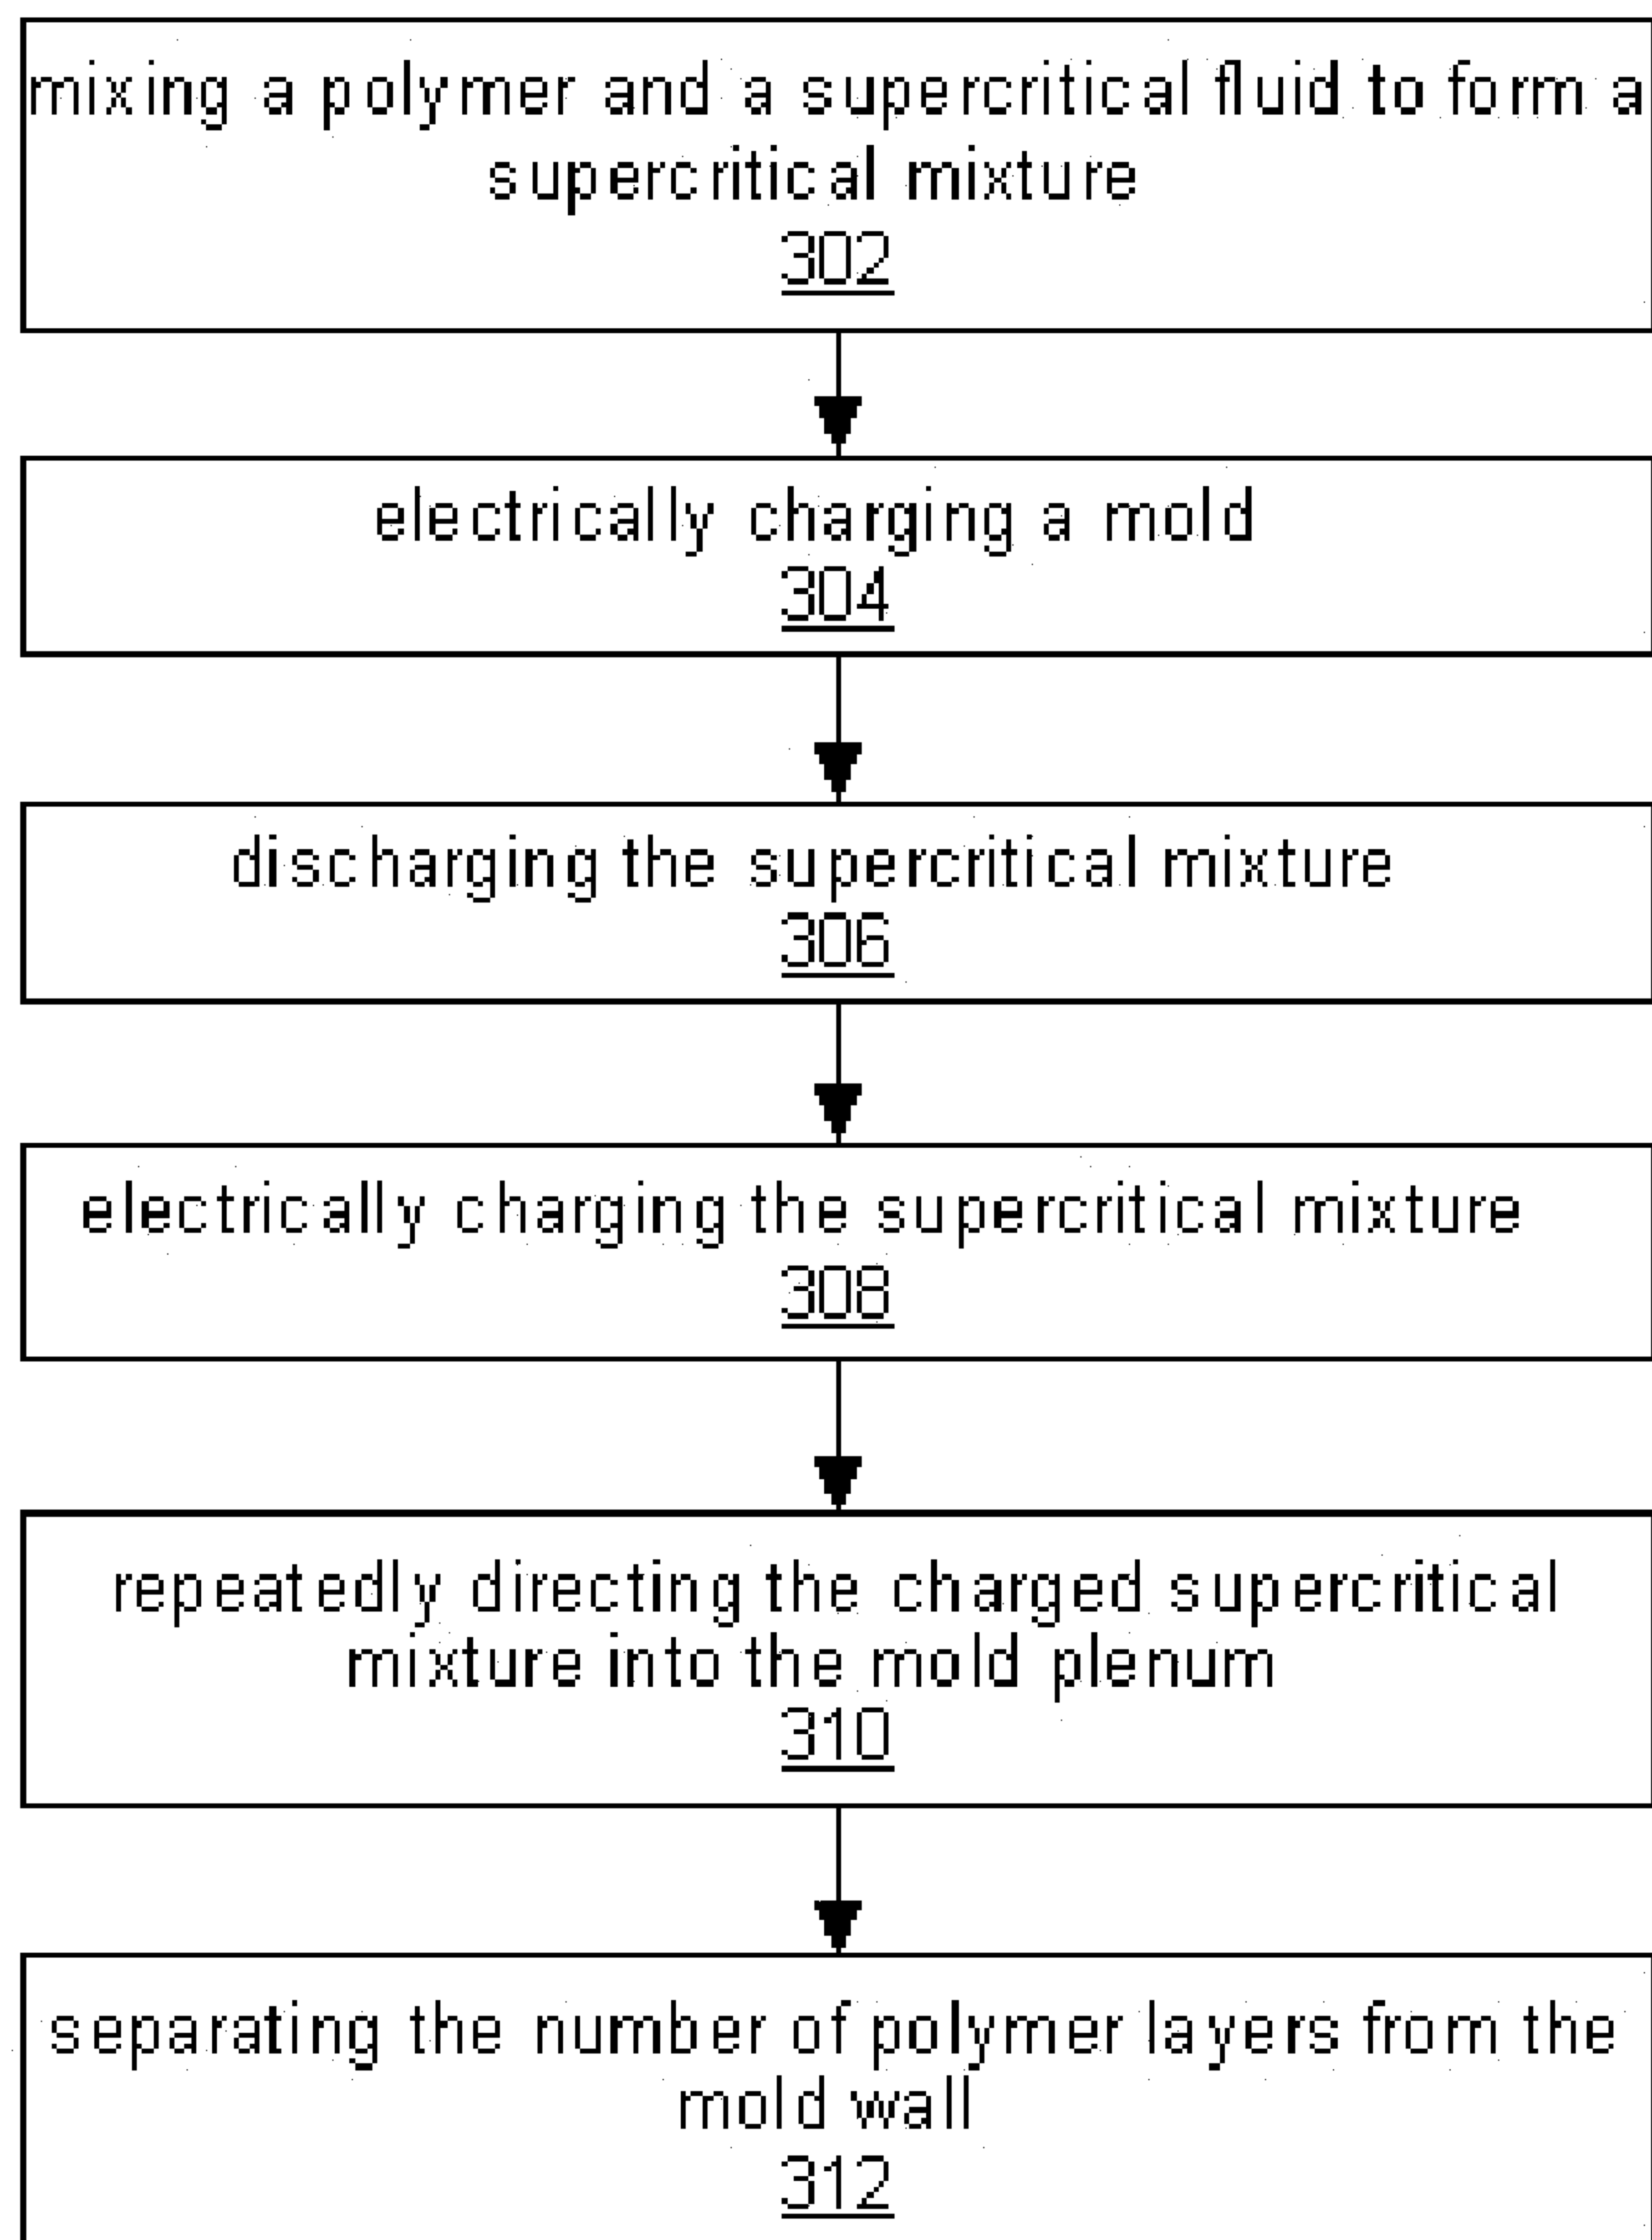 mixing a polymer and a supercritical fluid to form a
supercritical mixture
302
electrically charging a mold
304
discharging the supercritical mixture
306
electrically charging the supercritical mixture
308
repeatedly directing the charged supercritical
mixture into the mold plenum
310
separating the number of polymer layers from the
mold wall
312